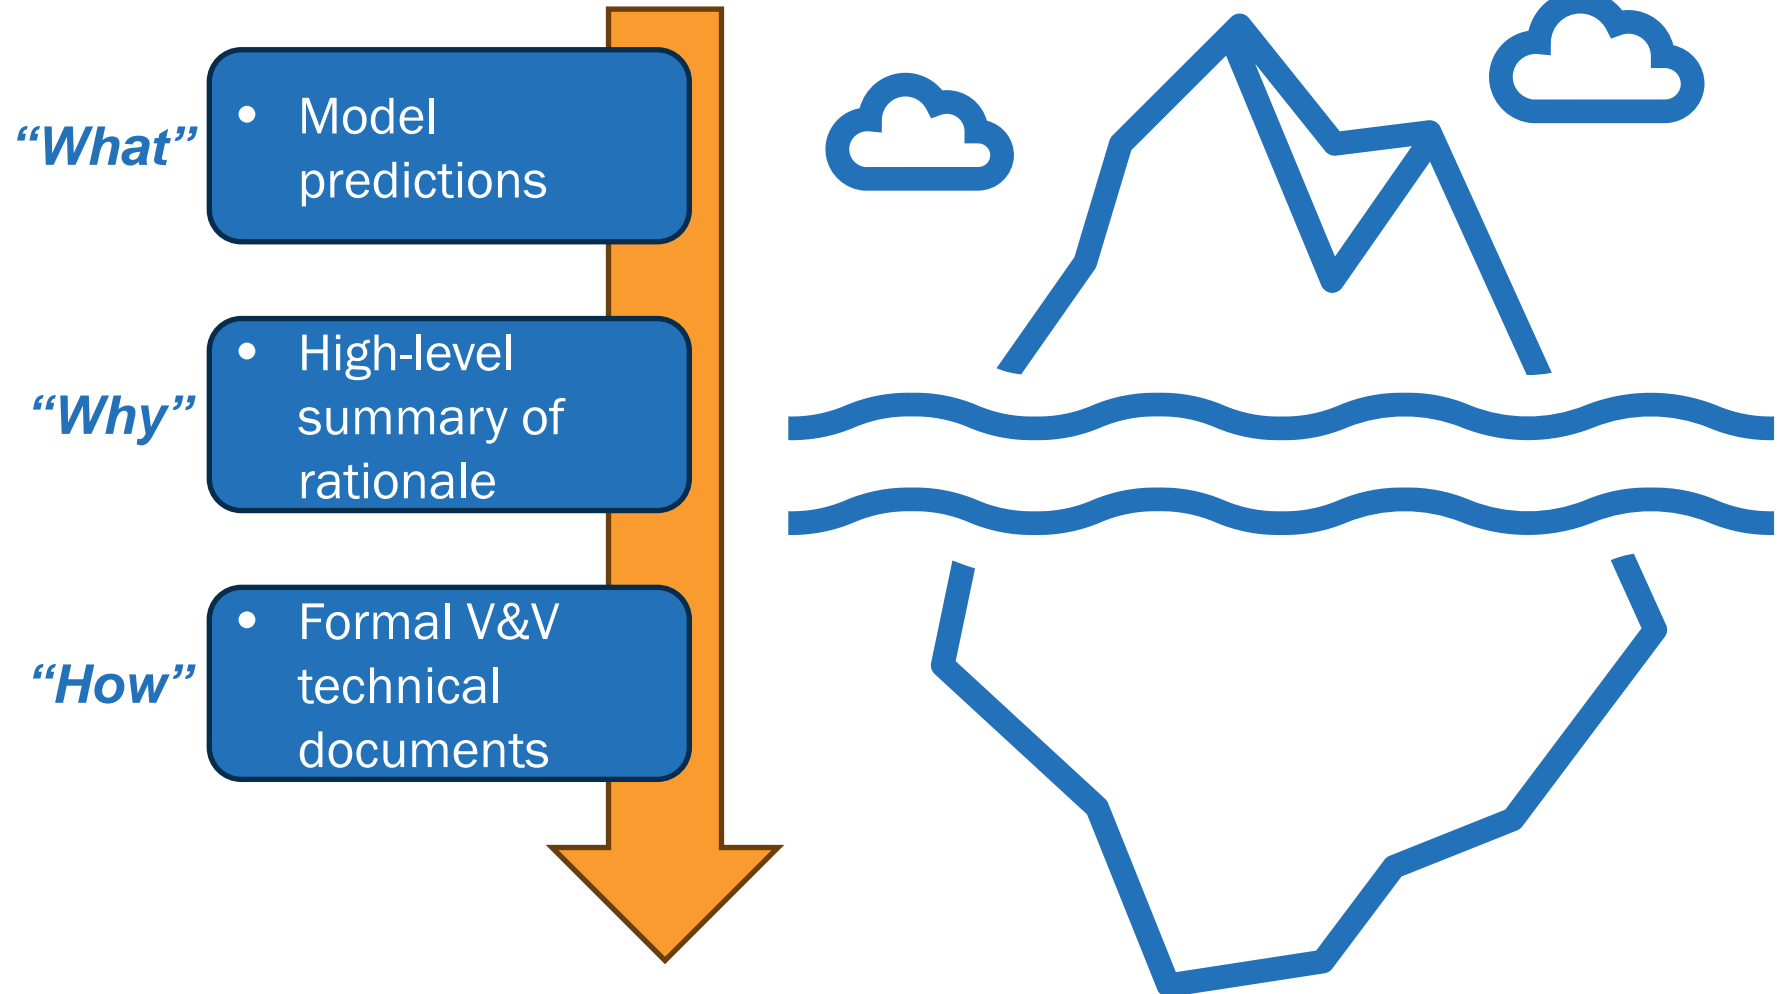 “What”
• Model
predictions
“Why”
• High-level
summary of
rationale
“How”
• Formal V&V
technical
documents